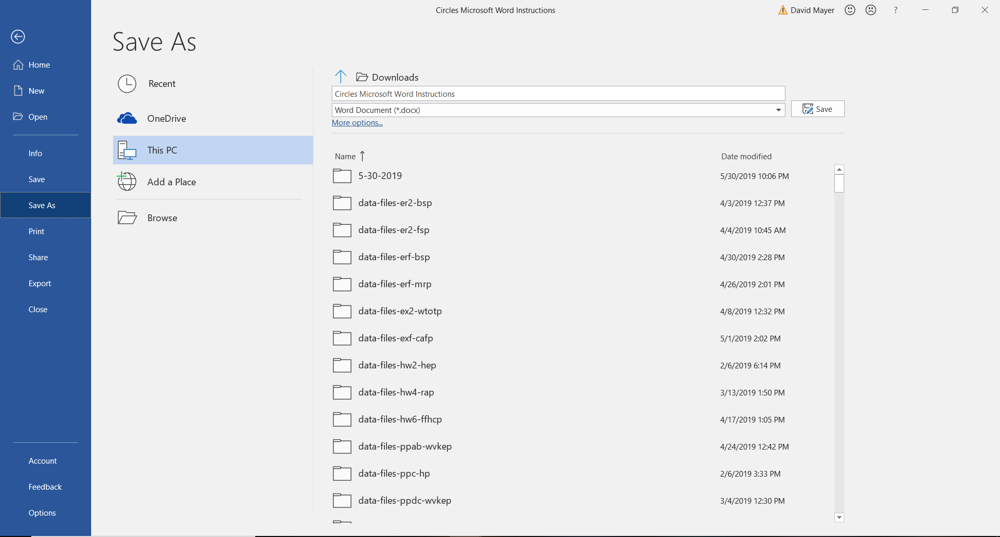 Circles Microsoft Word Instructions
David Mayer
?
Save As
Home
New
Open
Info
Save
Save As
Print
Share
Export
Close
Account
Feedback
Options
Recent
OneDrive
This PC
Add a Place
Browse
Downloads
Circles Microsoft Word Instructions
Word Document (*.docx)
Save
More options...
Name Date modified
5-30-2019 5/30/2019 10:06 PM
data-files-er2-bsp 4/3/2019 12:37 PM
data-files-er2-fsp 4/4/2019 10:45 AM
data-files-erf-bsp 4/30/2019 2:28 PM
data-files-erf-mrp 4/26/2019 2:01 PM
data-files-ex2-wtotp 4/8/2019 12:32 PM
data-files-exf-cafp 5/1/2019 2:02 PM
data-files-hw2-hep 2/6/2019 6:14 PM
data-files-hw4-rap 3/13/2019 1:50 PM
data-files-hw6-ffhcp 4/17/2019 1:05 PM
data-files-ppab-wvkep 4/24/2019 12:42 PM
data-files-ppc-hp 2/6/2019 3:33 PM
data-files-ppdc-wvkep 3/4/2019 12:30 PM